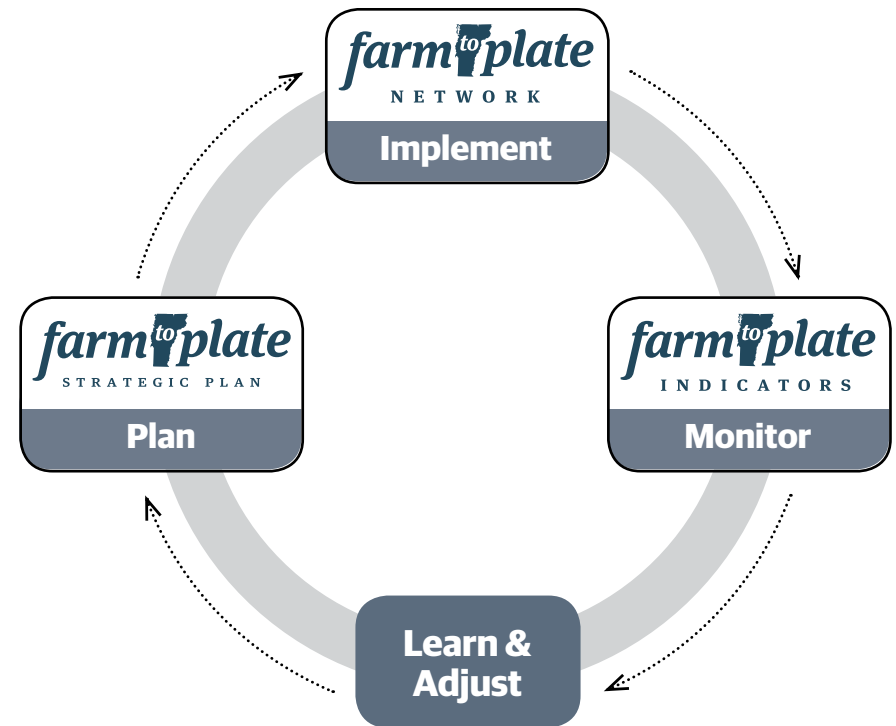 farm to plate
NETWORK
Implement
farm to plate
STRATEGIC PLAN
Plan
farm to plate
INDICATORS
Monitor
Learn &
Adjust